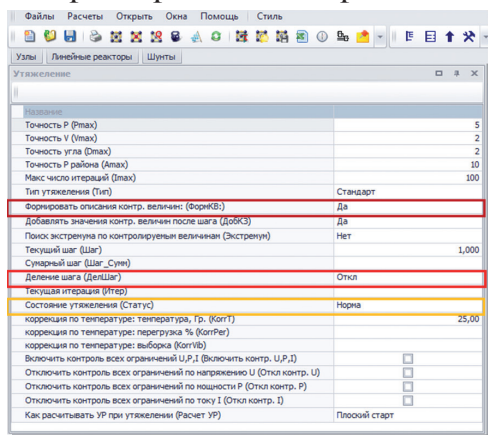 Файлы Расчеты Открыть Окна Помощь Стиль
Узлы Линейные реакторы Шунты
Утяжеление
Название
Точность P (Pmax) 5
Точность V (Vmax) 2
Точность угла (Dmax) 2
Точность P района (Amax) 10
Макс число итераций (Imax) 100
Тип утяжеления (Тип) Стандарт
Формировать описания контр. величин: (ФормКВ:) Да
Добавлять значения контр. величин после шага (ДобКЗ) Да
Поиск экстремума по контролируемым величинам (Экстремум) Нет
Текущий шаг (Шаг) 1,000
Сумарный шаг (Шаг_Сумм)
Деление шага (ДелШаг) Откл
Текущая итерация (Итер)
Состояние утяжеления (Статус) Норма
коррекция по температуре: температура, Гр. (KorrT) 25,00
коррекция по температуре: перегрузка % (KorrPer)
коррекция по температуре: выборка (KorrVib)
Включить контроль всех ограничений U,P,I (Включить контр. U,P,I)
Отключить контроль всех ограничений по напряжению U (Откл контр. U)
Отключить контроль всех ограничений по мощности P (Откл контр. P)
Отключить контроль всех ограничений по току I (Откл контр. I)
Как расчитывать УР при утяжелении (Расчет УР) Плоский старт